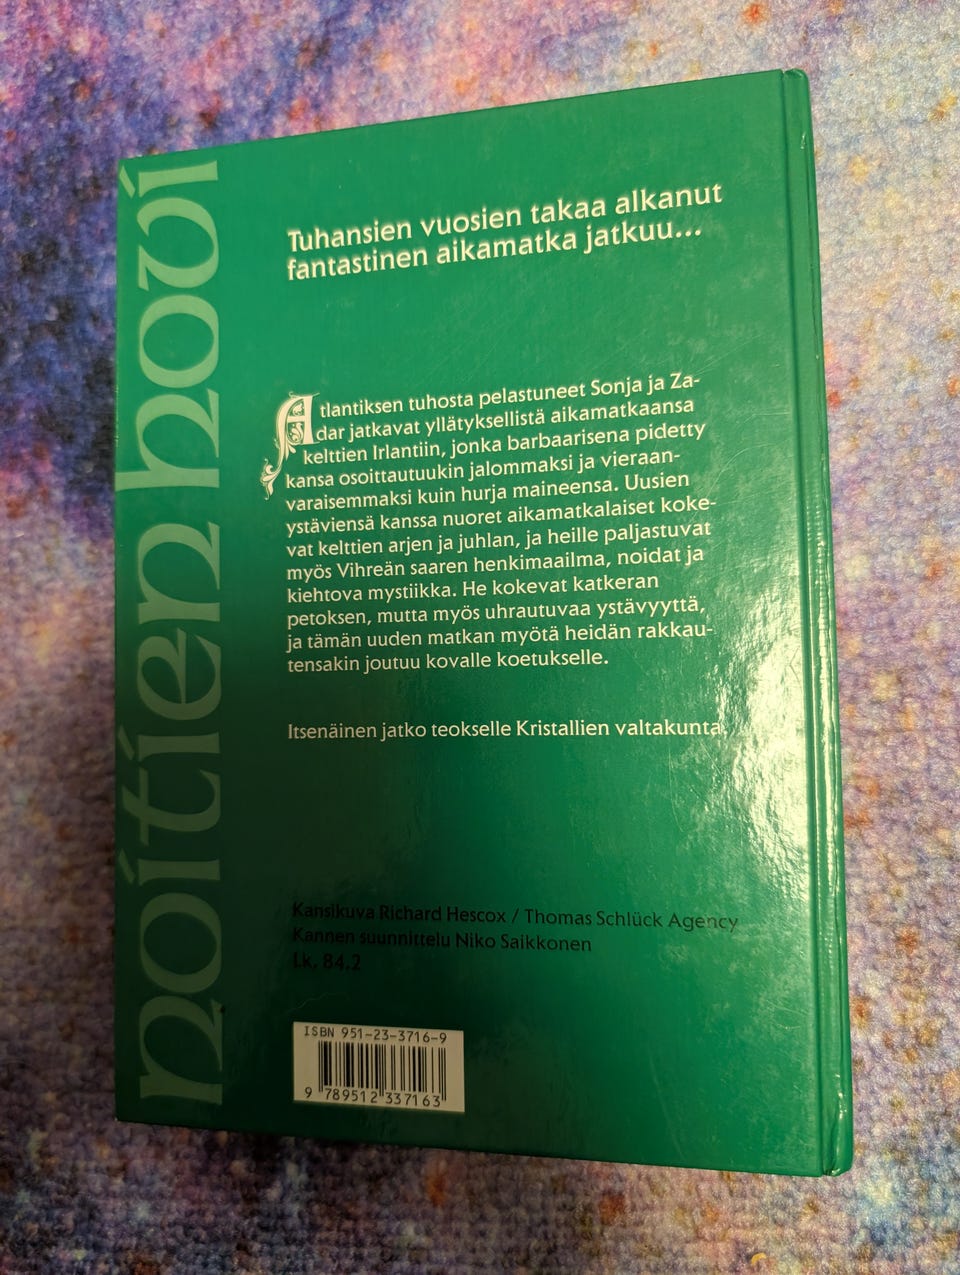 noitien hovi
Tuhansien vuosien takaa alkanut
fantastinen aikamatka jatkuu...
Atlantiksen tuhosta pelastuneet Sonja ja Za-
dar jatkavat yllätyksellistä aikamatkaansa
kelttien Irlantiin, jonka barbaarisena pidetty
kansa osoittautuukin jalommaksi ja vieraan-
varaisemmaksi kuin hurja maineensa. Uusien
ystäviensä kanssa nuoret aikamatkalaiset koke-
vat kelttien arjen ja juhlan, ja heille paljastuvat
myös Vihreän saaren henkimaailma, noidat ja
kiehtova mystiikka. He kokevat katkeran
petoksen, mutta myös uhrautuvaa ystävyyttä,
ja tämän uuden matkan myötä heidän rakkau-
tensakin joutuu kovalle koetukselle.
Itsenäinen jatko teokselle Kristallien valtakunta.
Kansikuva Richard Hescox / Thomas Schlück Agency
Kannen suunnittelu Niko Saikkonen
Lk. 84.2
ISBN 951-23-3716-9
9 789512 337163